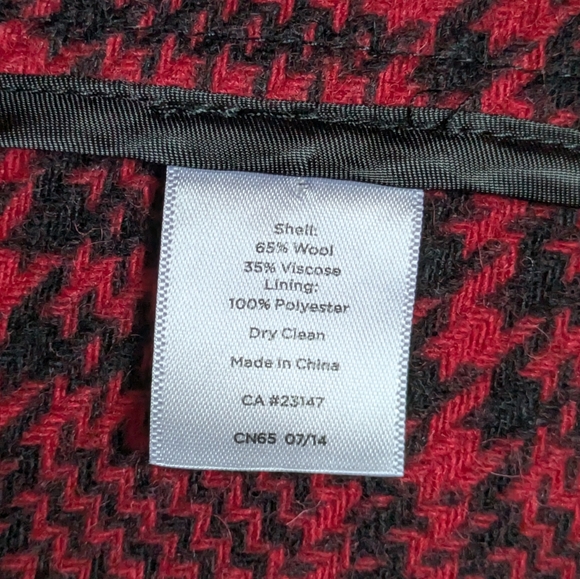 Shell:
65% Wool
35% Viscose
Lining:
100% Polyester
Dry Clean
Made in China
CA #23147
CN65 07/14